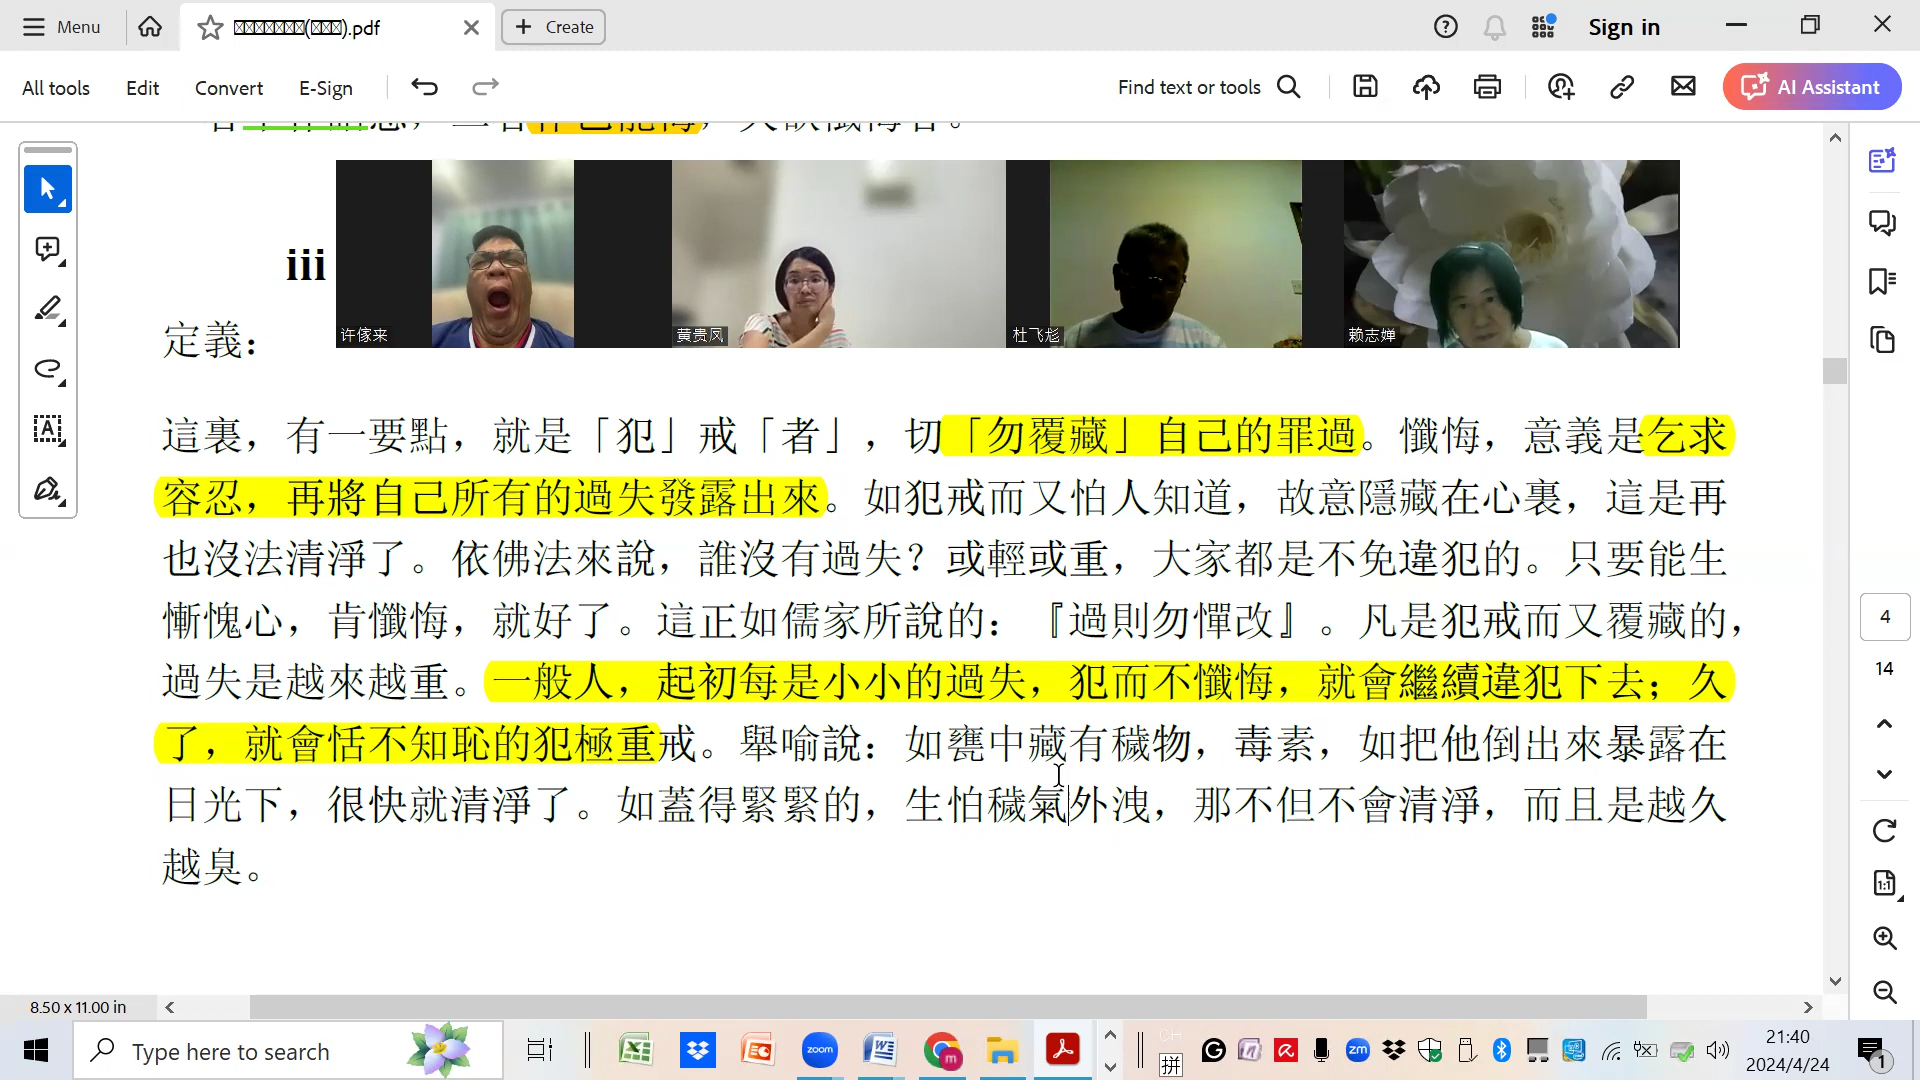 Menu
).pdf
Create
Sign in
All tools
Edit
Convert
E-Sign
Find text or tools
AI Assistant
iii
许傢来
黄贵凤
杜飞彪
赖志婵
定義：
這裏，有一要點，就是「犯」戒「者」，切「勿覆藏」自己的罪過。懺悔，意義是乞求
容忍，再將自己所有的過失發露出來。如犯戒而又怕人知道，故意隱藏在心裏，這是再
也沒法清淨了。依佛法來說，誰沒有過失？或輕或重，大家都是不免違犯的。只要能生
慚愧心，肯懺悔，就好了。這正如儒家所說的：『過則勿憚改』。凡是犯戒而又覆藏的，
過失是越來越重。一般人，起初每是小小的過失，犯而不懺悔，就會繼續違犯下去；久
了，就會恬不知恥的犯極重戒。舉喻說：如甕中藏有穢物，毒素，如把他倒出來暴露在
日光下，很快就清淨了。如蓋得緊緊的，生怕穢氣外洩，那不但不會清淨，而且是越久
越臭。
4
14
8.50 x 11.00 in
Type here to search
zoom
zm
CH
拼
21:40
2024/4/24
1